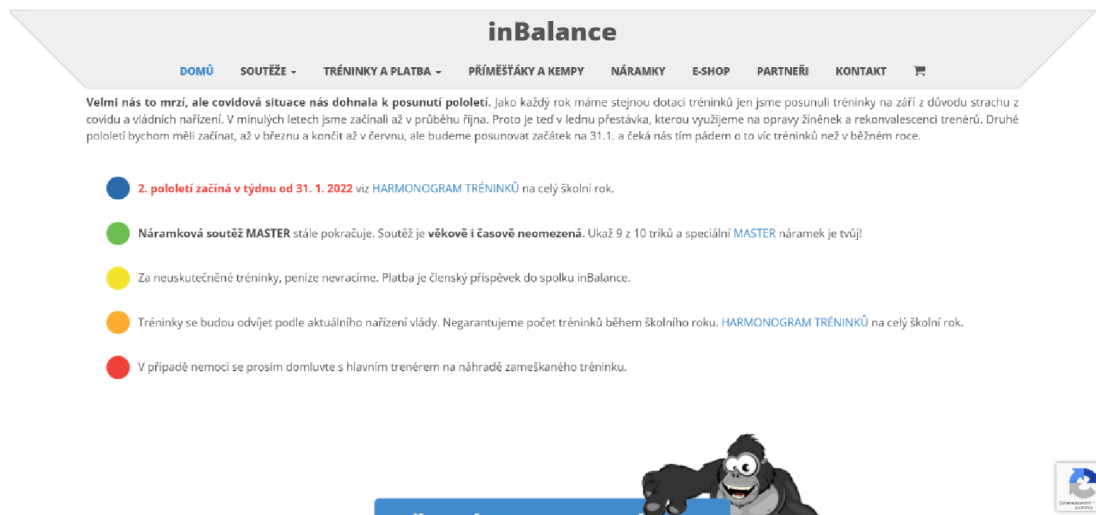 inBalance
DOMŮ SOUTĚŽE TRÉNINKY A PLATBA PŘÍMĚŠŤÁKY A KEMPY NÁRAMKY E-SHOP PARTNEŘI KONTAKT
Velmi nás to mrzí, ale covidová situace nás dohnala k posunutí pololetí. Jako každý rok máme stejnou dotaci tréninků jen jsme posunuli tréninky na září z důvodu strachu z
covidu a vládních nařízení. V minulých letech jsme začínali až v průběhu října. Proto je teď v lednu přestávka, kterou využijeme na opravy žíněnek a rekonvalescenci trenérů. Druhé
pololetí bychom měli začínat, až v březnu a končit až v červnu, ale budeme posunovat začátek na 31.1. a čeká nás tím pádem o to víc tréninků než v běžném roce.
2. pololetí začíná v týdnu od 31. 1. 2022 viz HARMONOGRAM TRÉNINKŮ na celý školní rok.
Náramková soutěž MASTER stále pokračuje. Soutěž je věkově i časově neomezená. Ukaž 9 z 10 triků a speciální MASTER náramek je tvůj!
Za neuskutečněné tréninky, peníze nevracíme. Platba je členský příspěvek do spolku inBalance.
Tréninky se budou odvíjet podle aktuálního nařízení vlády. Negarantujeme počet tréninků během školního roku. HARMONOGRAM TRÉNINKŮ na celý školní rok.
V případě nemoci se prosím domluvte s hlavním trenérem na náhradě zameškaného tréninku.